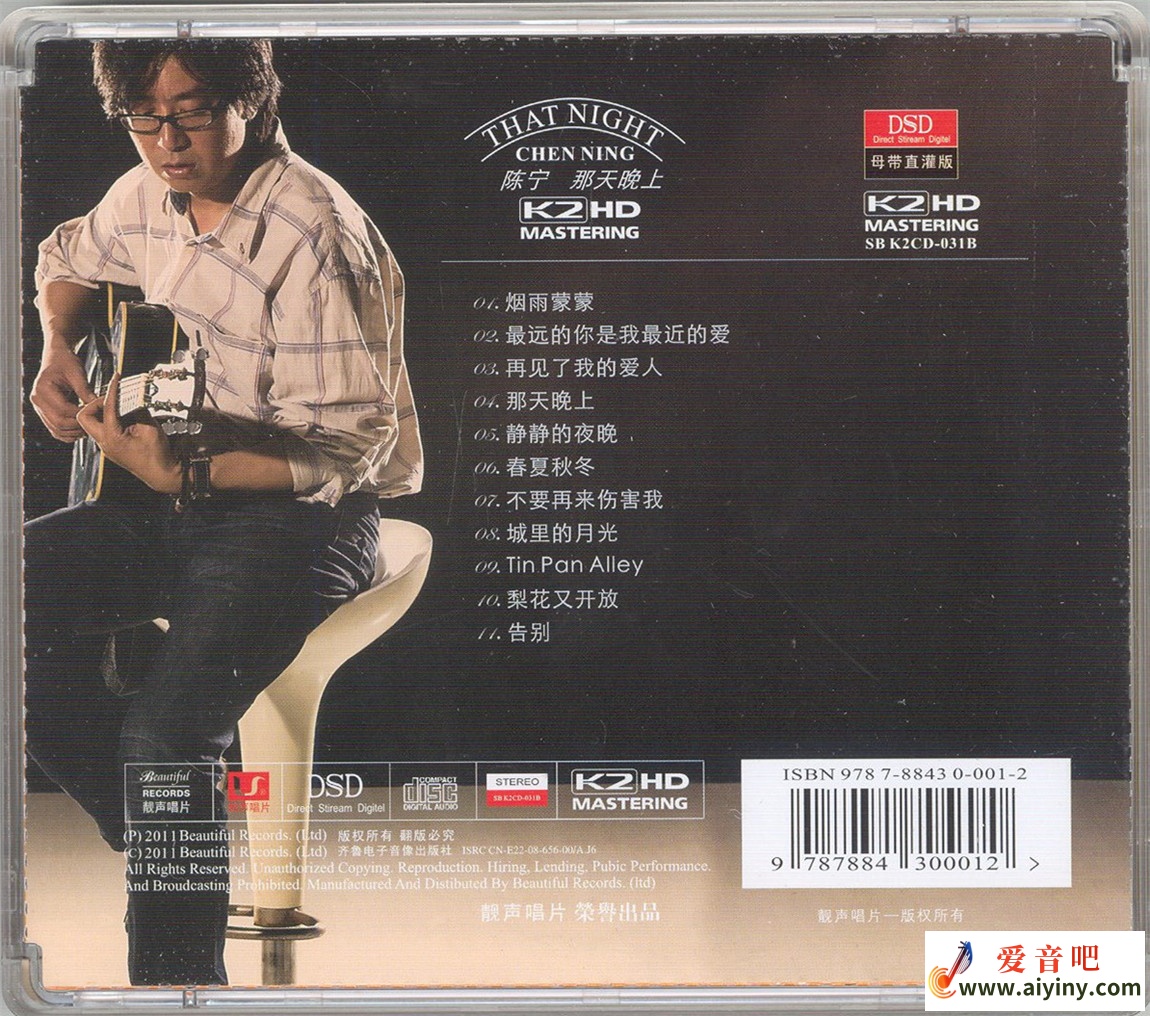 THAT NIGHT
CHEN NING
陈宁 那天晚上
K2HD
MASTERING
DSD
Direct Stream Digital
母带直灌版
K2HD
MASTERING
SB K2CD-031B
01. 烟雨蒙蒙
02. 最远的你是我最近的爱
03. 再见了我的爱人
04. 那天晚上
05. 静静的夜晚
06. 春夏秋冬
07. 不要再来伤害我
08. 城里的月光
09. Tin Pan Alley
10. 梨花又开放
11. 告别
Beautiful
RECORDS
靓声唱片
声唱片
DSD
Direct Stream Digital
COMPACT
disc
DIGITAL AUDIO
STEREO
SB K2CD-031B
K2HD
MASTERING
ISBN 978 7-8843 0-001-2
9 787884 300012 >
(P) 2011 Beautiful Records. (Ltd) 版权所有 翻版必究
(C) 2011 Beautiful Records. (Ltd) 齐鲁电子音像出版社 ISRC CN-E22-08-656-00/A J6
All Rights Reserved. Unauthorized Copying. Reproduction. Hiring, Lending, Pubic Performance.
And Broudcasting Prohibited. Manufactured And Distibuted By Beautiful Records. (ltd)
靓声唱片 榮譽出品
靓声唱片—版权所有
爱音吧
www.aiyiny.com